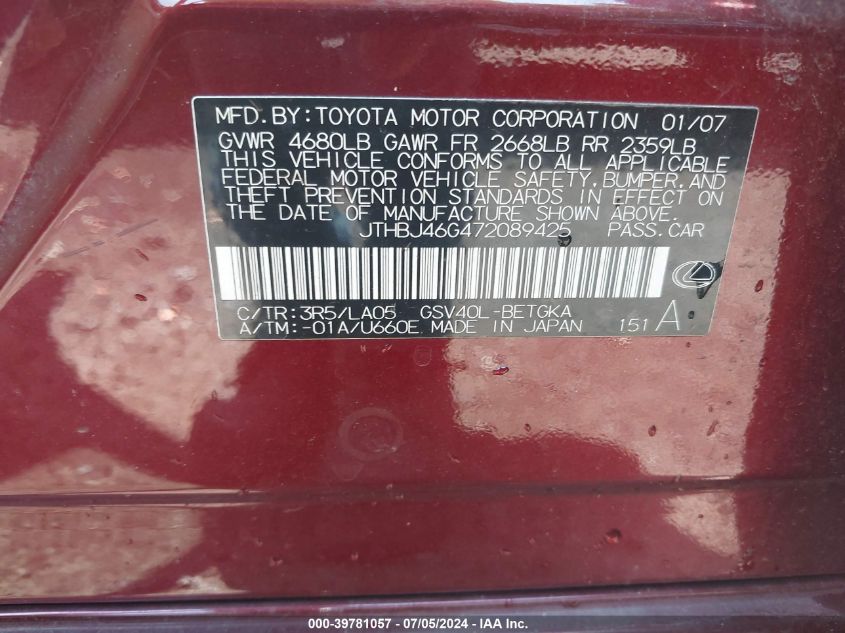 MFD.BY:TOYOTA MOTOR CORPORATION 01/07
GVWR 4680LB GAWR FR 2668LB RR 2359LB
THIS VEHICLE CONFORMS TO ALL APPLICABLE
FEDERAL MOTOR VEHICLE SAFETY,BUMPER,AND
THEFT PREVENTION STANDARDS IN EFFECT ON
THE DATE OF MANUFACTURE SHOWN ABOVE.
JTHBJ46G472089425 PASS.CAR
C/TR:3R5/LA05 GSV40L-BETGKA
A/TM:-01A/U660E MADE IN JAPAN 151 A
000-39781057 / 07/05/2024 - IAA Inc.